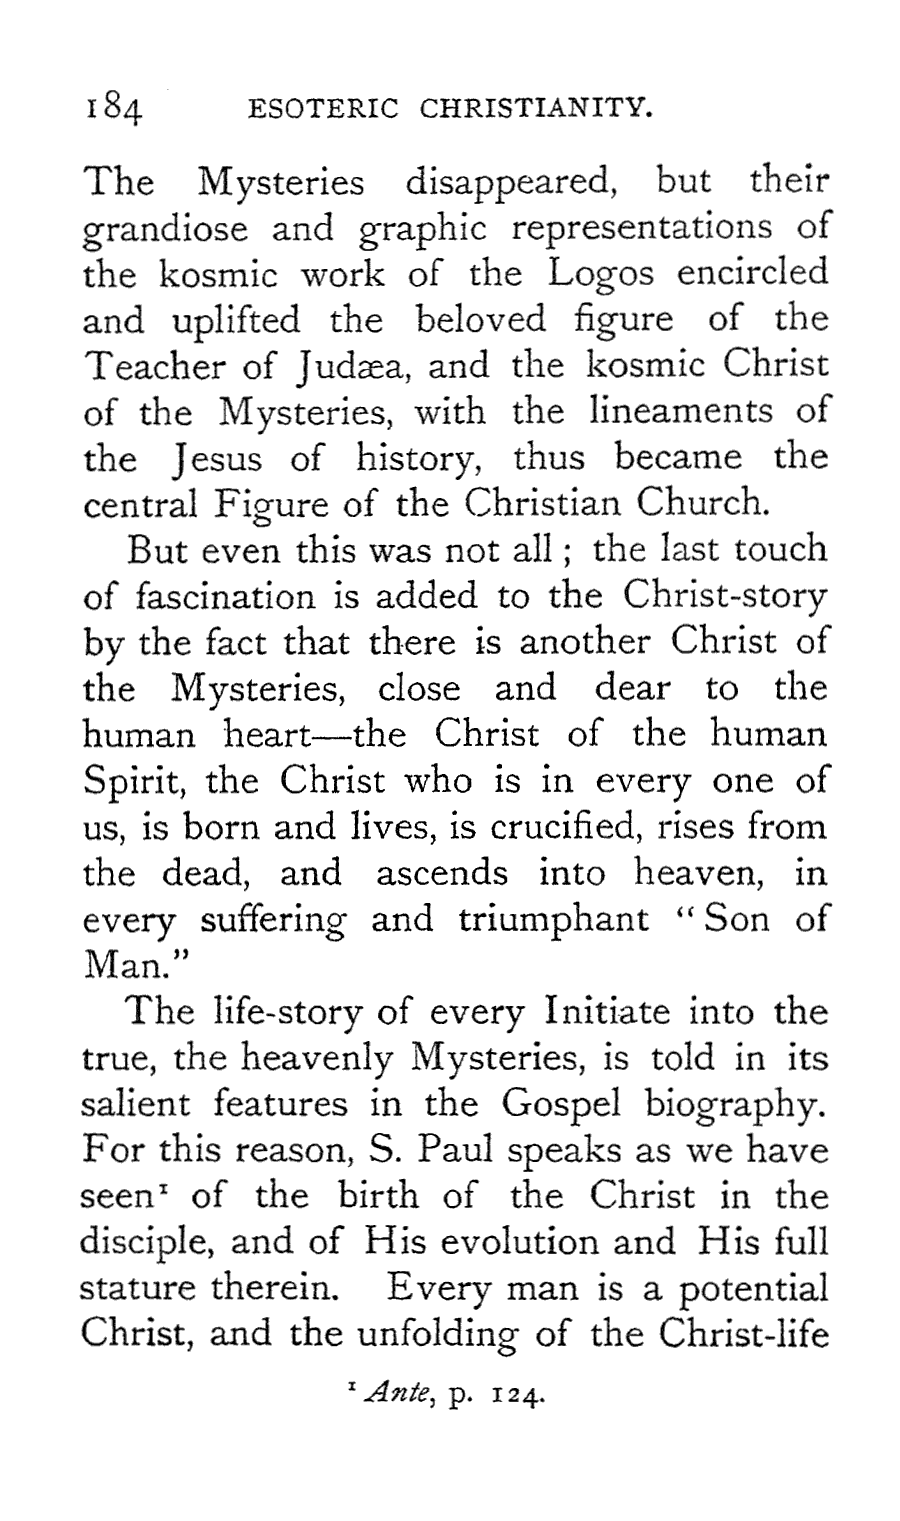 184 ESOTERIC CHRISTIANITY.
The Mysteries disappeared, but their
grandiose and graphic representations of
the kosmic work of the Logos encircled
and uplifted the beloved figure of the
Teacher of Judæa, and the kosmic Christ
of the Mysteries, with the lineaments of
the Jesus of history, thus became the
central Figure of the Christian Church.
But even this was not all ; the last touch
of fascination is added to the Christ-story
by the fact that there is another Christ of
the Mysteries, close and dear to the
human heart—the Christ of the human
Spirit, the Christ who is in every one of
us, is born and lives, is crucified, rises from
the dead, and ascends into heaven, in
every suffering and triumphant “ Son of
Man.”
The life-story of every Initiate into the
true, the heavenly Mysteries, is told in its
salient features in the Gospel biography.
For this reason, S. Paul speaks as we have
seen¹ of the birth of the Christ in the
disciple, and of His evolution and His full
stature therein. Every man is a potential
Christ, and the unfolding of the Christ-life
¹ Ante, p. 124.